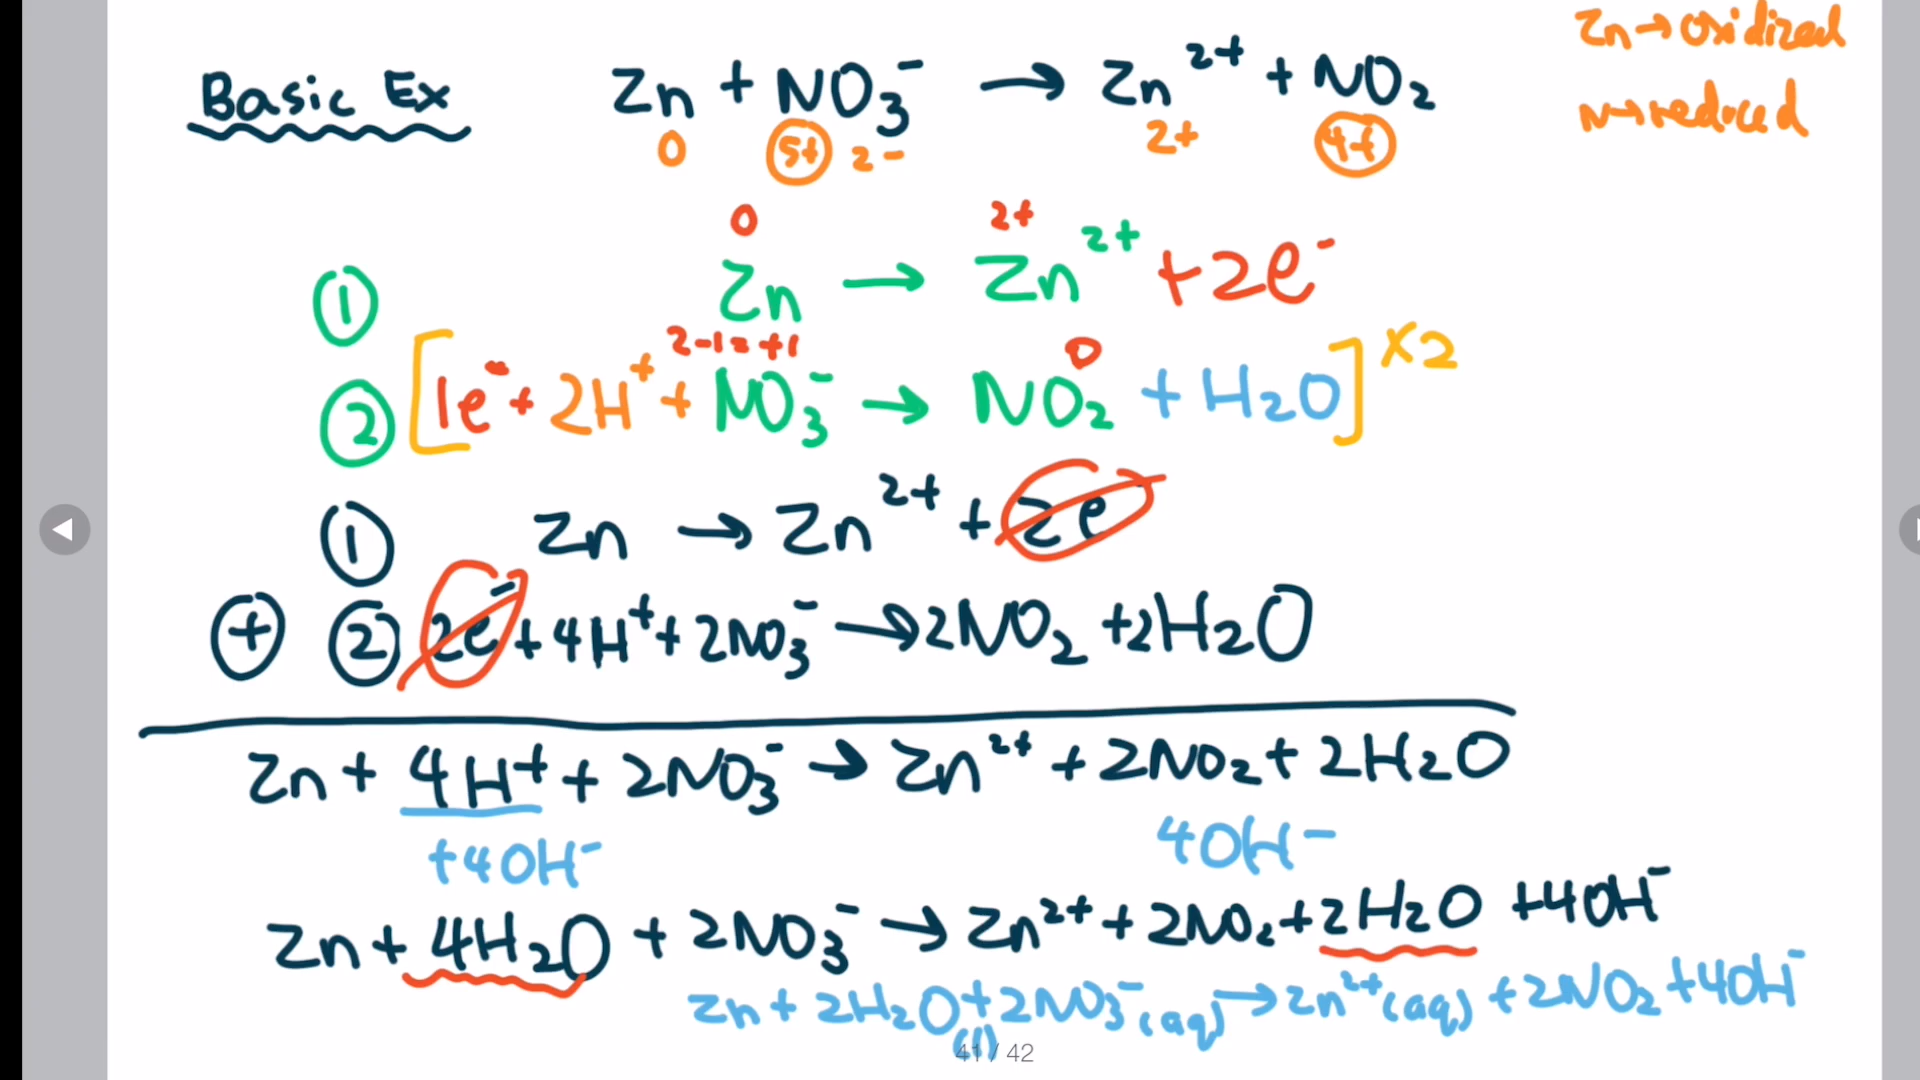 Zn → oxidized
Basic Ex Zn + NO₃⁻ → Zn²⁺ + NO₂
N → reduced
0 5+ 2- 2+ 4+
0 2+
① Zn → Zn²⁺ + 2e⁻
2-1=+1 0
② [1e⁻ + 2H⁺ + NO₃⁻ → NO₂ + H₂O] ×2
① Zn → Zn²⁺ + 2e
⊕ ② 2e⁻ + 4H⁺ + 2NO₃⁻ → 2NO₂ + 2H₂O
Zn + 4H⁺ + 2NO₃⁻ → Zn²⁺ + 2NO₂ + 2H₂O
+4OH⁻ 4OH⁻
Zn + 4H₂O + 2NO₃⁻ → Zn²⁺ + 2NO₂ + 2H₂O + 4OH⁻
Zn + 2H₂O(l) + 2NO₃⁻(aq) → Zn²⁺(aq) + 2NO₂ + 4OH⁻
41 / 42